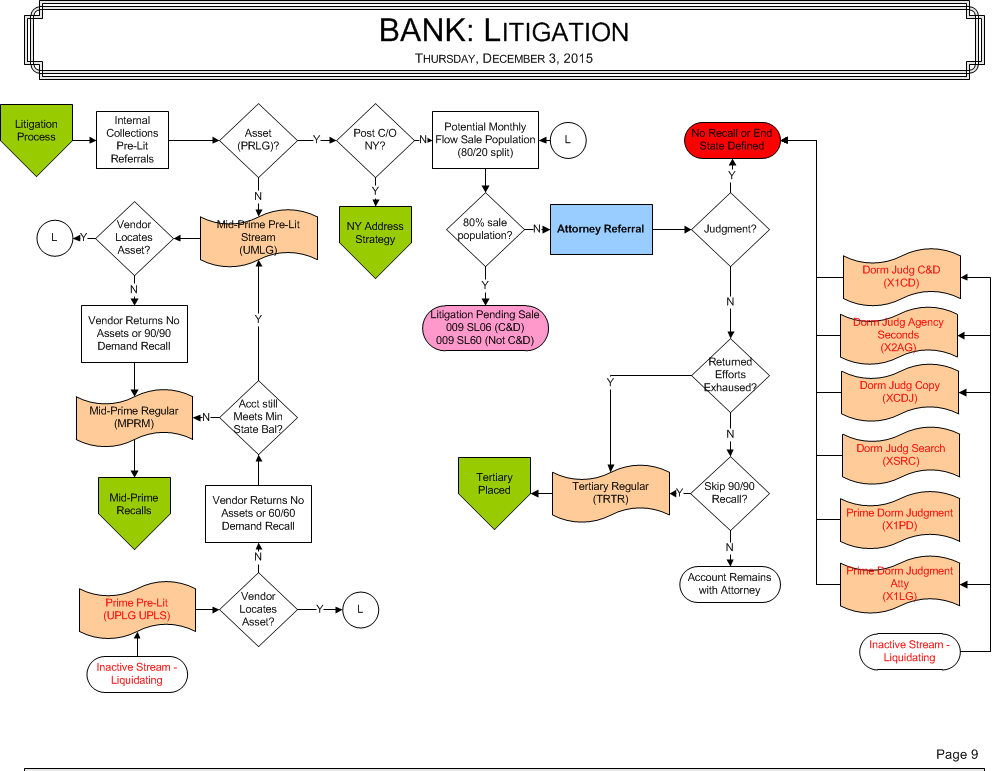 BANK: LITIGATION
THURSDAY, DECEMBER 3, 2015
Litigation
Process
Internal
Collections
Pre-Lit
Referrals
Asset
(PRLG)?
Y
N
Post C/O
NY?
N
Y
Potential Monthly
Flow Sale Population
(80/20 split)
L
No Recall or End
State Defined
Y
L
Y
Vendor
Locates
Asset?
N
Mid-Prime Pre-Lit
Stream
(UMLG)
NY Address
Strategy
80% sale
population?
N
Y
Attorney Referral
Judgment?
N
Litigation Pending Sale
009 SL06 (C&D)
009 SL60 (Not C&D)
Vendor Returns No
Assets or 90/90
Demand Recall
Y
Mid-Prime Regular
(MPRM)
N
Acct still
Meets Min
State Bal?
Returned
Efforts
Exhaused?
Y
N
Mid-Prime
Recalls
Vendor Returns No
Assets or 60/60
Demand Recall
N
Tertiary
Placed
Tertiary Regular
(TRTR)
Y
Skip 90/90
Recall?
N
Account Remains
with Attorney
Prime Pre-Lit
(UPLG UPLS)
Vendor
Locates
Asset?
Y
L
Inactive Stream -
Liquidating
Dorm Judg C&D
(X1CD)
Dorm Judg Agency
Seconds
(X2AG)
Dorm Judg Copy
(XCDJ)
Dorm Judg Search
(XSRC)
Prime Dorm Judgment
(X1PD)
Prime Dorm Judgment
Atty
(X1LG)
Inactive Stream -
Liquidating
Page 9